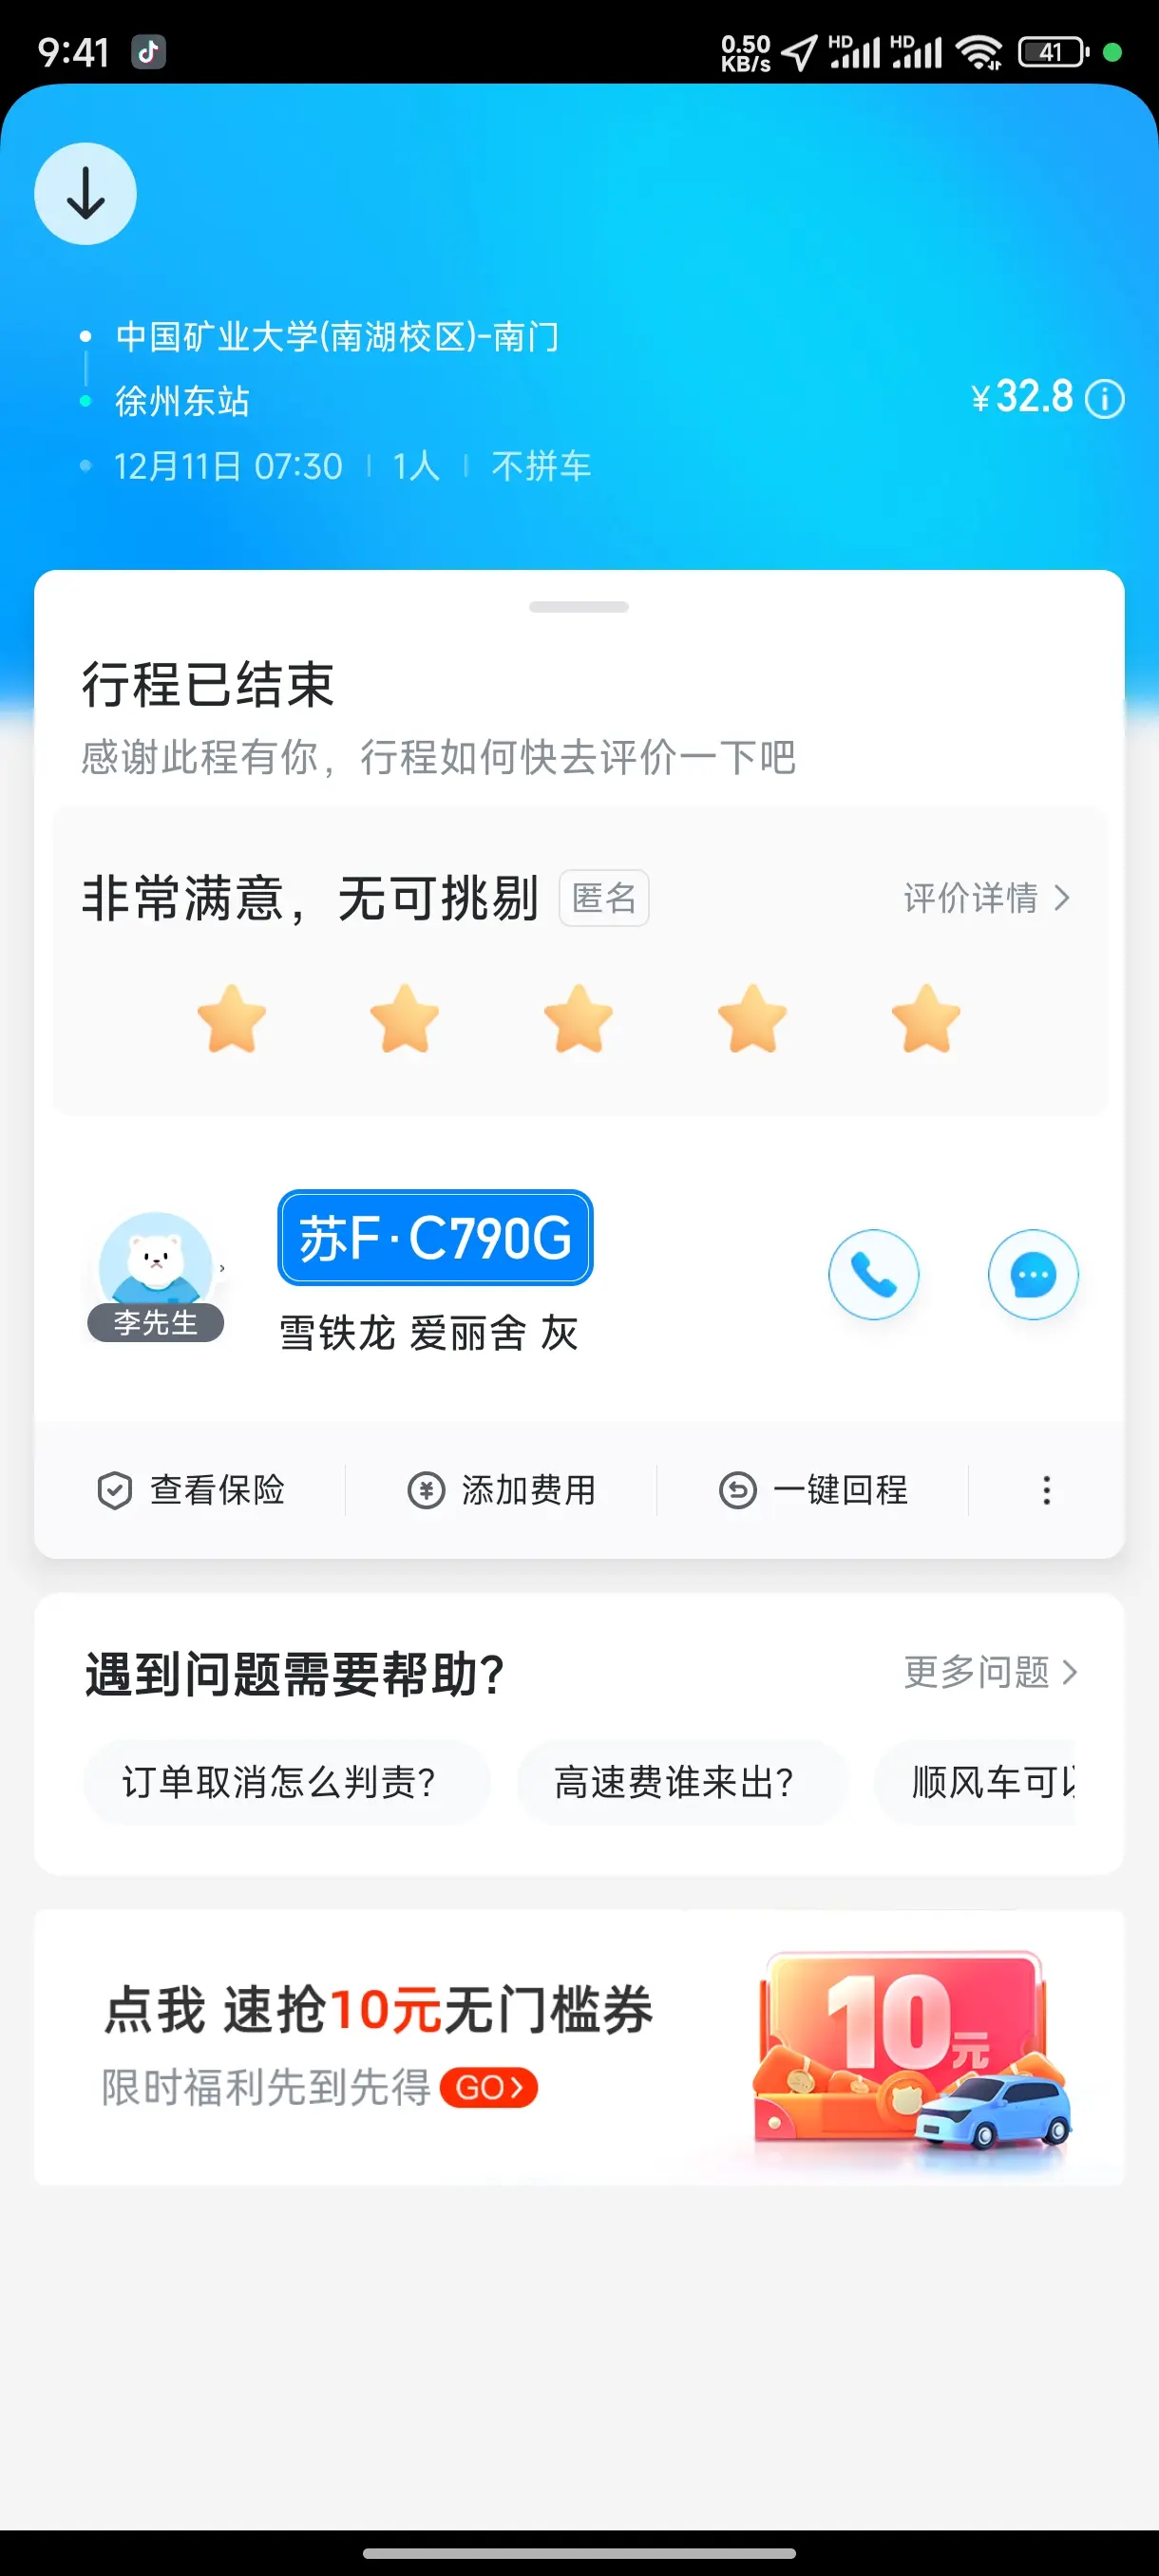 9:41
0.50
KB/s
HD
HD
41
中国矿业大学(南湖校区)-南门
徐州东站
¥32.8
12月11日 07:30 | 1人 | 不拼车
行程已结束
感谢此程有你，行程如何快去评价一下吧
非常满意，无可挑剔 匿名 评价详情
苏F·C790G
李先生
雪铁龙 爱丽舍 灰
查看保险
添加费用
一键回程
遇到问题需要帮助?
更多问题
订单取消怎么判责?
高速费谁来出?
顺风车可
点我 速抢10元无门槛券
限时福利先到先得 GO
10元